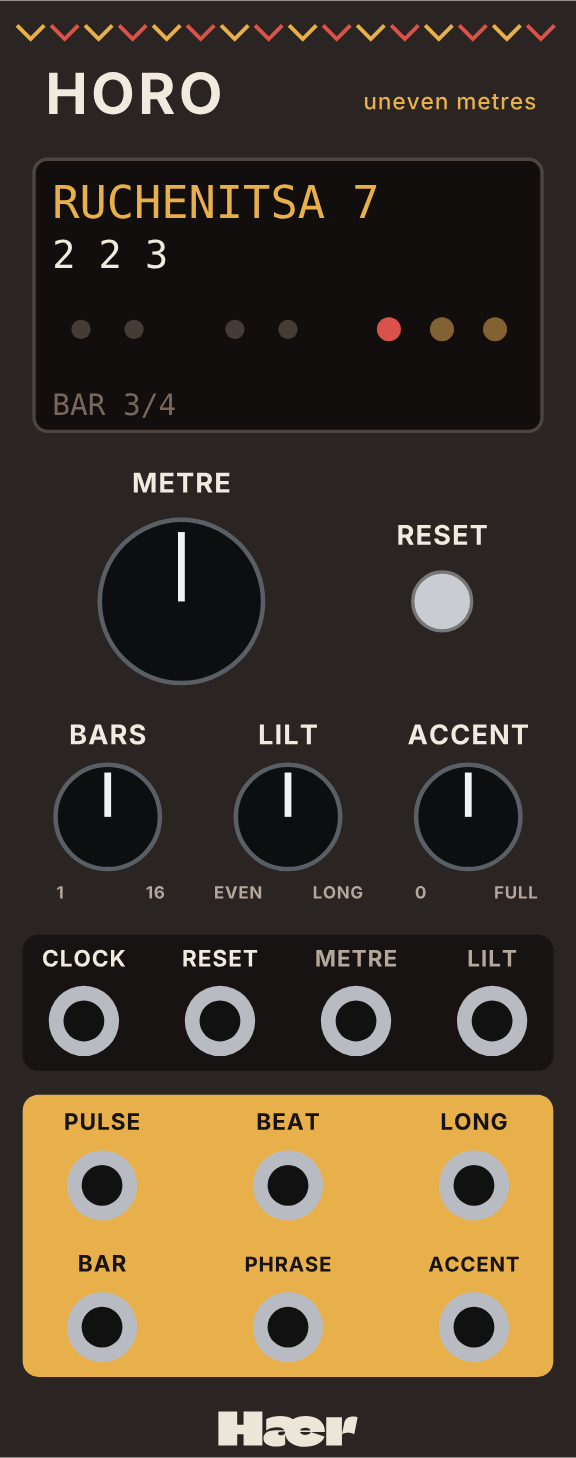 HORO
uneven metres
RUCHENITSA 7
2 2 3
BAR 3/4
METRE
RESET
BARS LILT ACCENT
1 16 EVEN LONG 0 FULL
CLOCK RESET METRE LILT
PULSE BEAT LONG
BAR PHRASE ACCENT
Haer